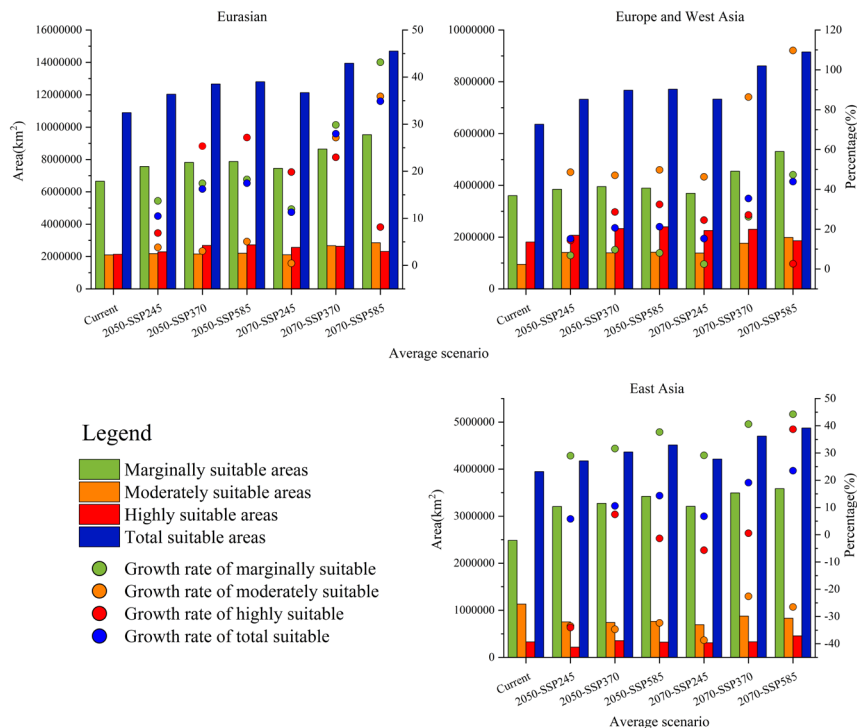 Eurasian
Area(km²)
16000000
14000000
12000000
10000000
8000000
6000000
4000000
2000000
0
50
40
30
20
10
0
Current
2050-SSP245
2050-SSP370
2050-SSP585
2070-SSP245
2070-SSP370
2070-SSP585
Europe and West Asia
10000000
8000000
6000000
4000000
2000000
0
120
100
80
60
40
20
0
Percentage(%)
Current
2050-SSP245
2050-SSP370
2050-SSP585
2070-SSP245
2070-SSP370
2070-SSP585
Average scenario
Legend
Marginally suitable areas
Moderately suitable areas
Highly suitable areas
Total suitable areas
Growth rate of marginally suitable
Growth rate of moderately suitable
Growth rate of highly suitable
Growth rate of total suitable
East Asia
Area(km²)
5000000
4000000
3000000
2000000
1000000
0
50
40
30
20
10
0
-10
-20
-30
-40
Percentage(%)
Current
2050-SSP245
2050-SSP370
2050-SSP585
2070-SSP245
2070-SSP370
2070-SSP585
Average scenario